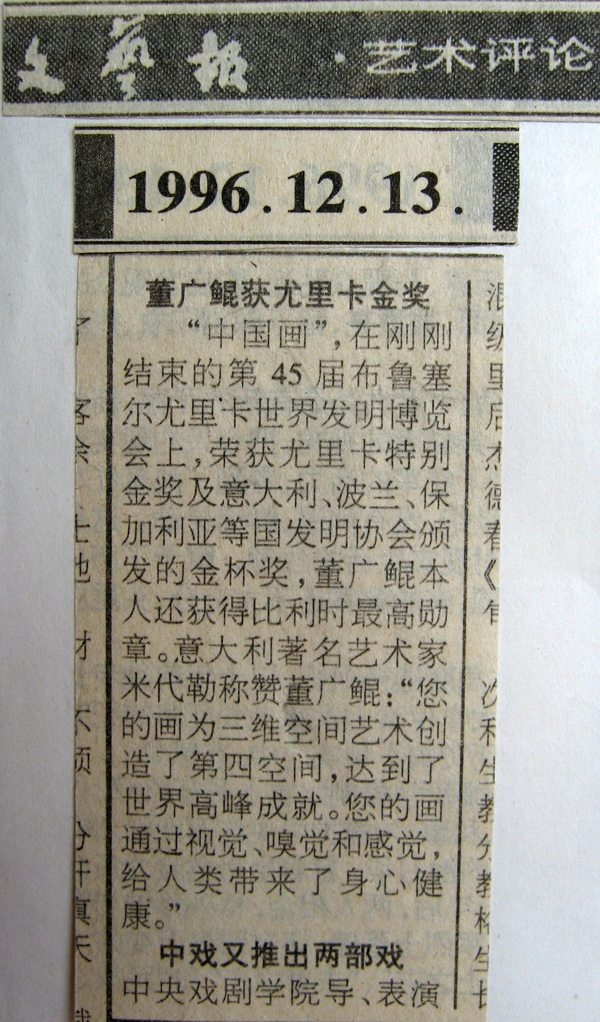 文艺报 ·艺术评论
1996.12.13.
董广鲲获尤里卡金奖
“中国画”，在刚刚
结束的第 45 届布鲁塞
尔尤里卡世界发明博览
会上，荣获尤里卡特别
金奖及意大利、波兰、保
加利亚等国发明协会颁
发的金杯奖，董广鲲本
人还获得比利时最高勋
章。意大利著名艺术家
米代勒称赞董广鲲：“您
的画为三维空间艺术创
造了第四空间，达到了
世界高峰成就。您的画
通过视觉、嗅觉和感觉，
给人类带来了身心健
康。”
中戏又推出两部戏
中央戏剧学院导、表演